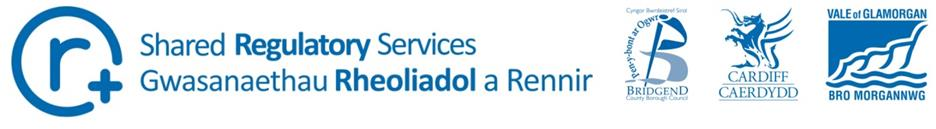 r+
Shared Regulatory Services
Gwasanaethau Rheoliadol a Rennir
Cyngor Bwrdeistref Sirol
Pen-y-bont ar Ogwr
BRIDGEND
County Borough Council
CARDIFF
CAERDYDD
VALE of GLAMORGAN
BRO MORGANNWG